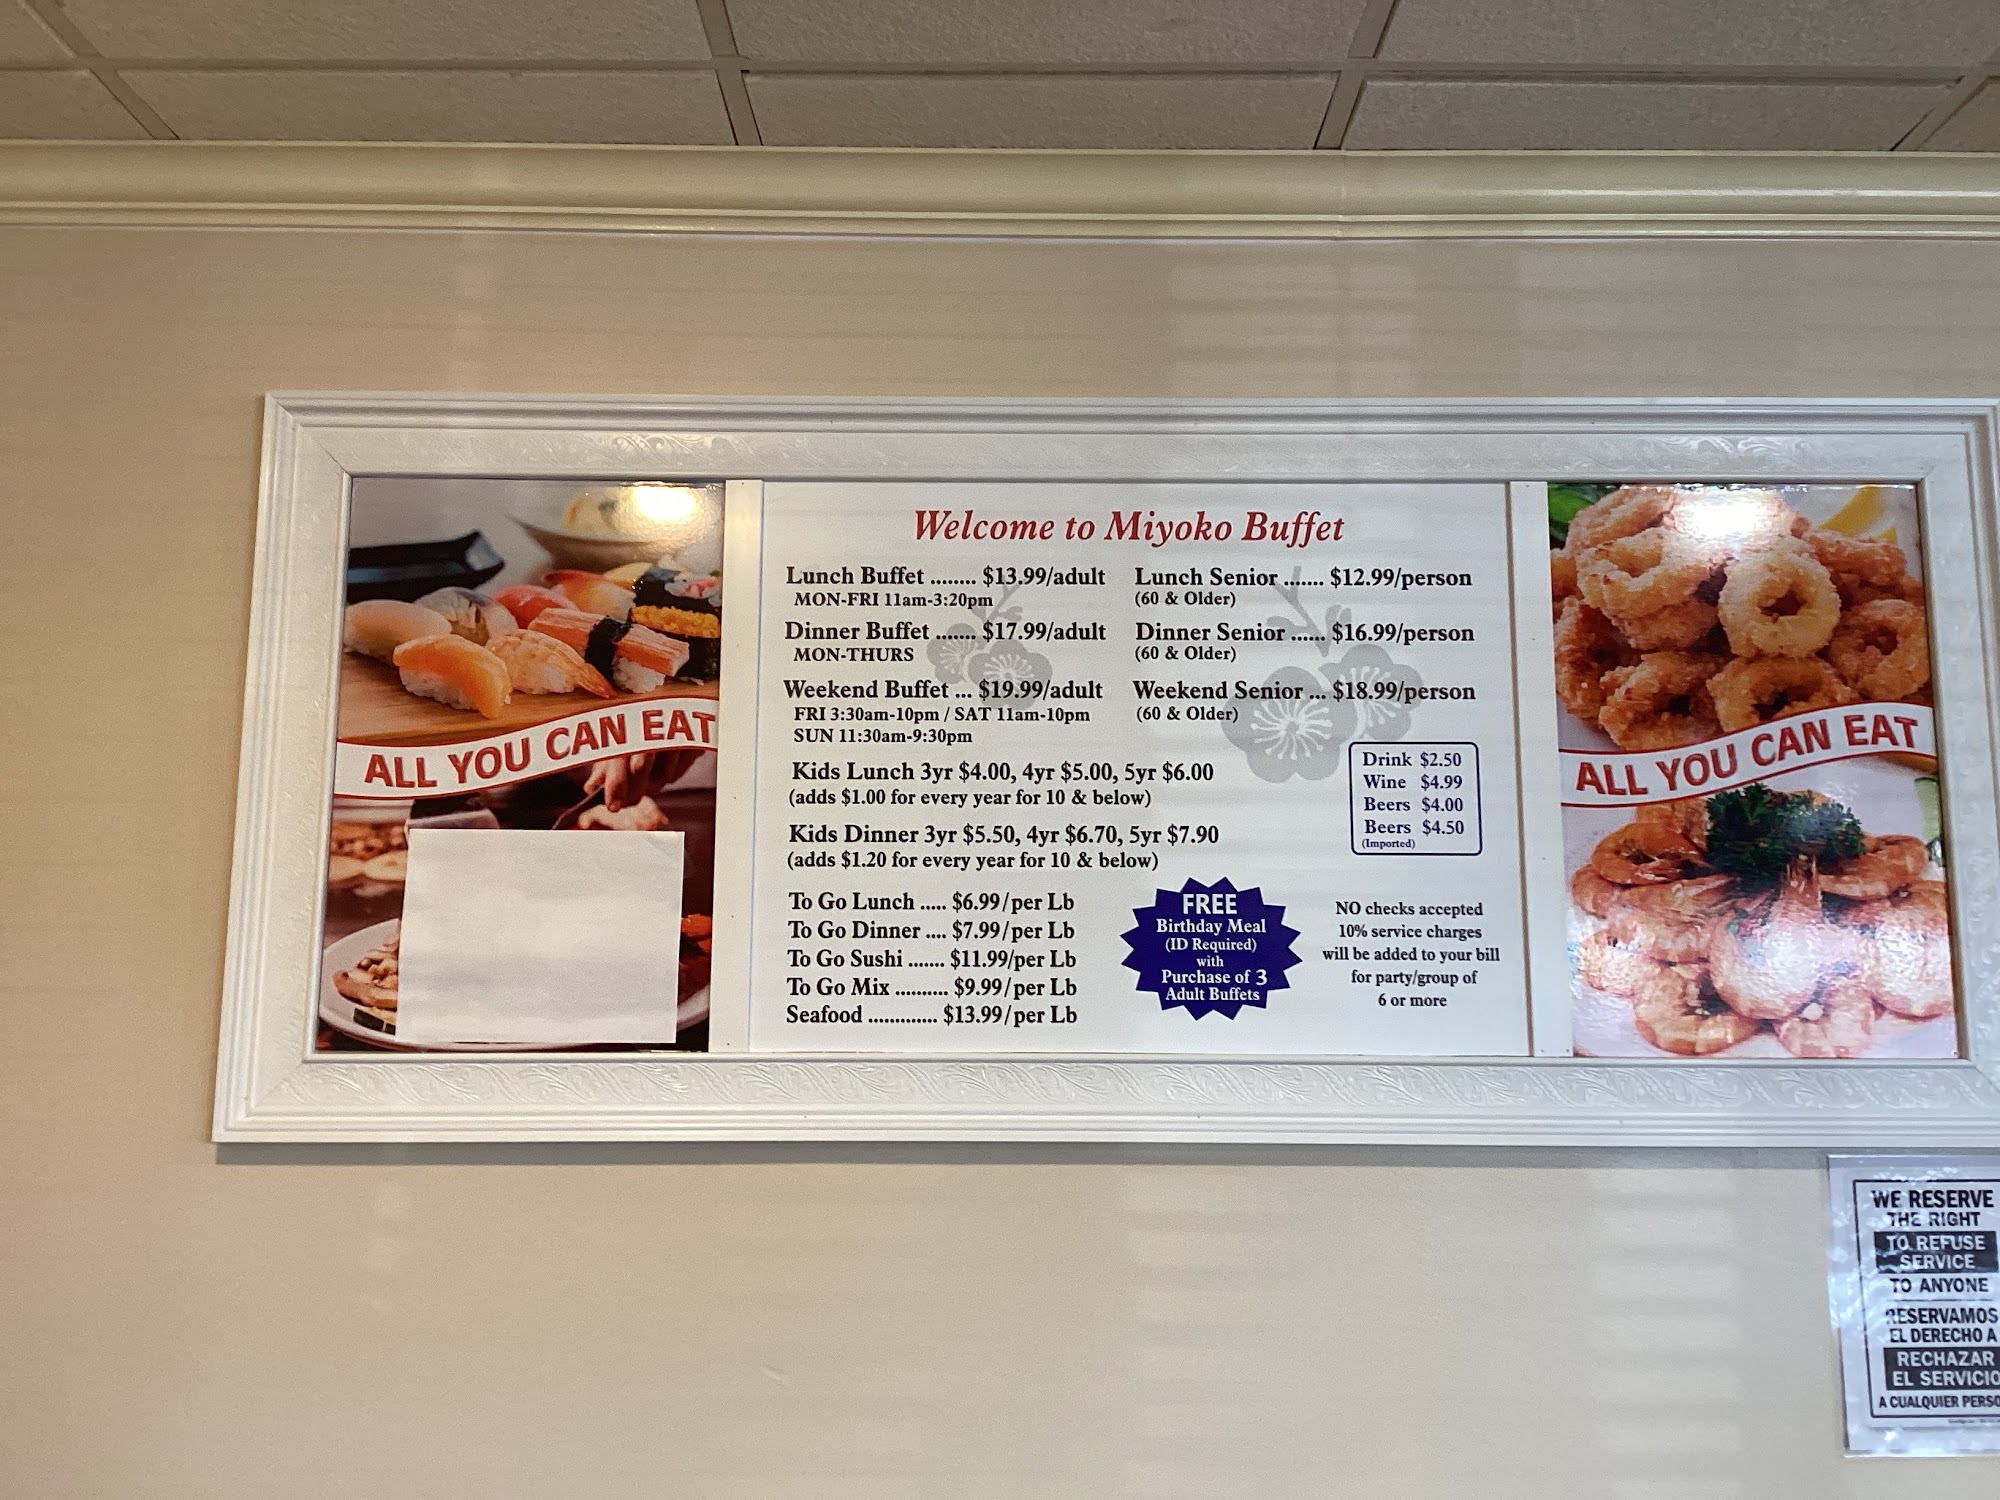 Welcome to Miyoko Buffet
Lunch Buffet ........ $13.99/adult
MON-FRI 11am-3:20pm
Dinner Buffet ....... $17.99/adult
MON-THURS
Weekend Buffet ... $19.99/adult
FRI 3:30am-10pm / SAT 11am-10pm
SUN 11:30am-9:30pm
Lunch Senior ....... $12.99/person
(60 & Older)
Dinner Senior ...... $16.99/person
(60 & Older)
Weekend Senior ... $18.99/person
(60 & Older)
Kids Lunch 3yr $4.00, 4yr $5.00, 5yr $6.00
(adds $1.00 for every year for 10 & below)
Kids Dinner 3yr $5.50, 4yr $6.70, 5yr $7.90
(adds $1.20 for every year for 10 & below)
Drink $2.50
Wine $4.99
Beers $4.00
Beers $4.50
(Imported)
To Go Lunch ..... $6.99/per Lb
To Go Dinner .... $7.99/per Lb
To Go Sushi ....... $11.99/per Lb
To Go Mix .......... $9.99/per Lb
Seafood ............. $13.99/per Lb
FREE
Birthday Meal
(ID Required)
with
Purchase of 3
Adult Buffets
NO checks accepted
10% service charges
will be added to your bill
for party/group of
6 or more
ALL YOU CAN EAT
ALL YOU CAN EAT
WE RESERVE
THE RIGHT
TO REFUSE
SERVICE
TO ANYONE
RESERVAMOS
EL DERECHO A
RECHAZAR
EL SERVICIO
A CUALQUIER PERSO